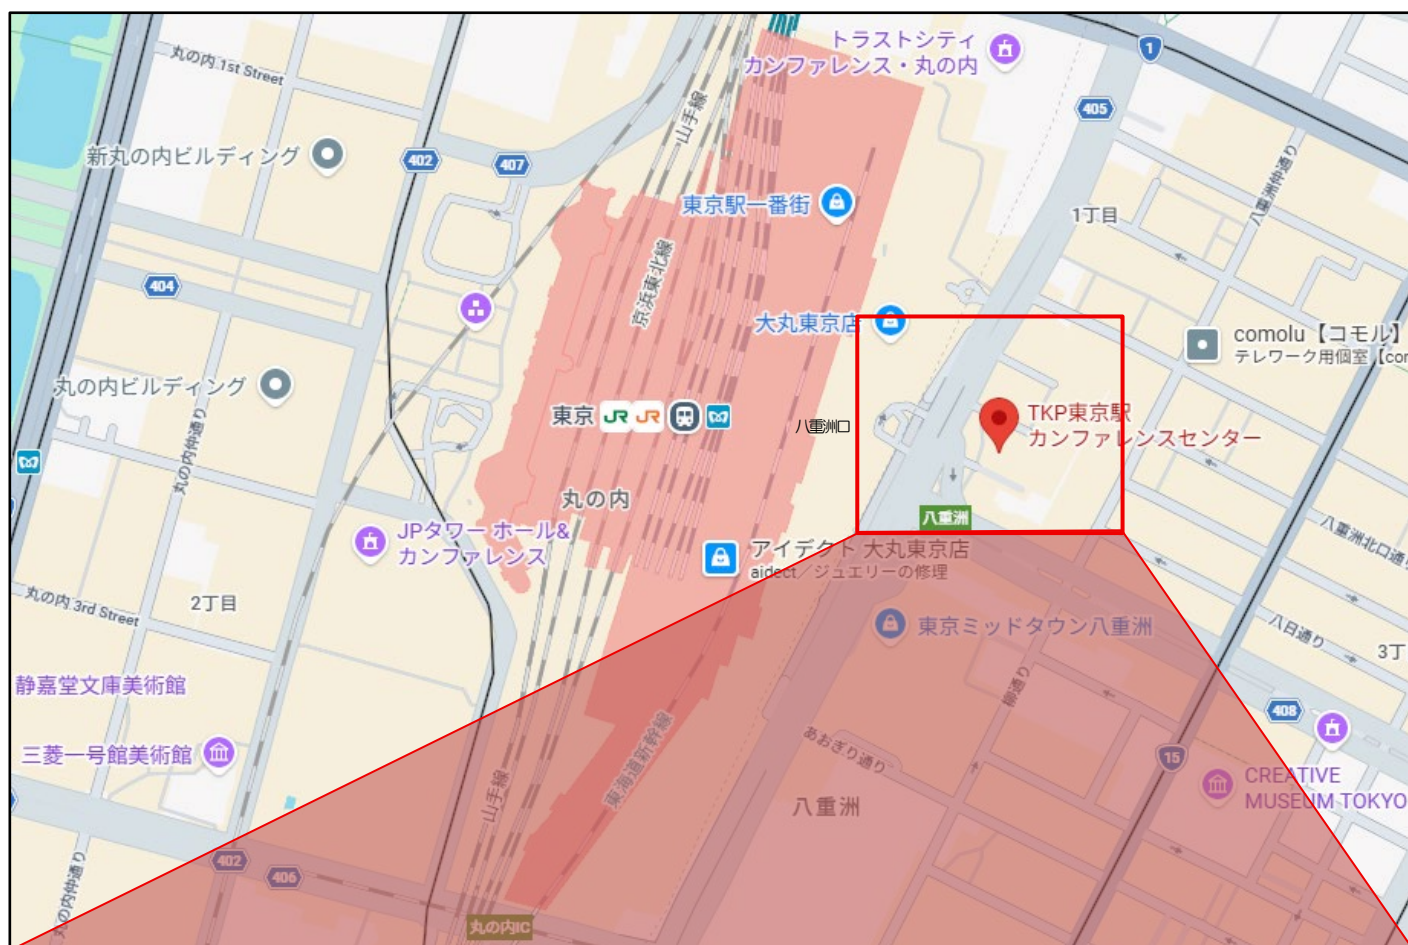 丸の内 1st Street
トラストシティ
カンファレンス・丸の内
1
山手線
405
新丸の内ビルディング
402
407
八重洲仲通り
東京駅一番街
1丁目
京浜東北線
404
大丸東京店
comolu【コモル】
テレワーク用個室【cor
丸の内ビルディング
東京 JR JR
八重洲口
TKP東京駅
カンファレンスセンター
丸の内仲通り
丸の内
八重洲
八重洲北口通り
JPタワー ホール&
カンファレンス
アイデクト 大丸東京店
aidect／ジュエリーの修理
丸の内 3rd Street
2丁目
東京ミッドタウン八重洲
八日通り
3丁
静嘉堂文庫美術館
柳通り
408
三菱一号館美術館
東海道新幹線
あおぎり通り
15
山手線
八重洲
CREATIVE
MUSEUM TOKYO
402
406
丸の内仲通り
丸の内IC